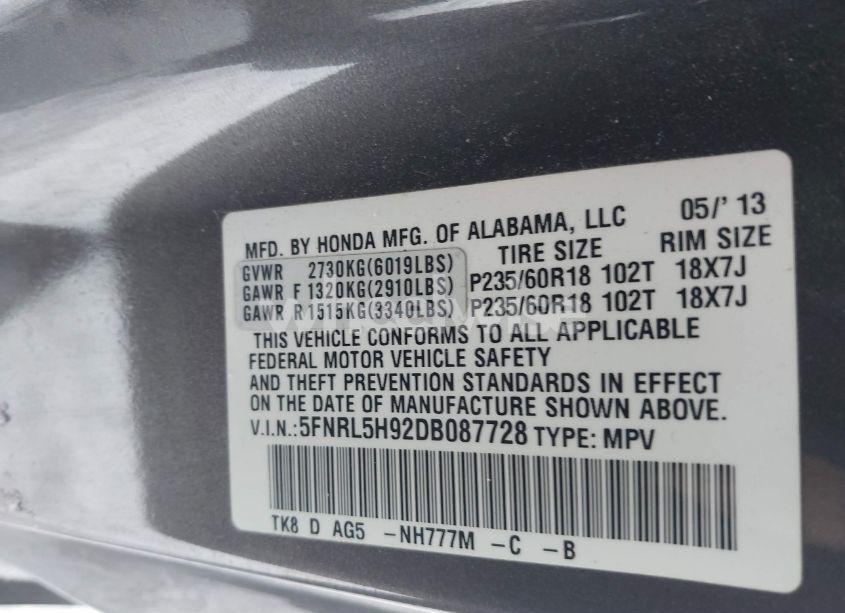 MFD. BY HONDA MFG. OF ALABAMA, LLC 05/' 13
TIRE SIZE RIM SIZE
GVWR 2730KG(6019LBS)
GAWR F 1320KG(2910LBS) P235/60R18 102T 18X7J
GAWR R 1515KG(3340LBS) P235/60R18 102T 18X7J
THIS VEHICLE CONFORMS TO ALL APPLICABLE
FEDERAL MOTOR VEHICLE SAFETY
AND THEFT PREVENTION STANDARDS IN EFFECT
ON THE DATE OF MANUFACTURE SHOWN ABOVE.
V.I.N.:5FNRL5H92DB087728 TYPE: MPV
TK8 D AG5 -NH777M -C -B